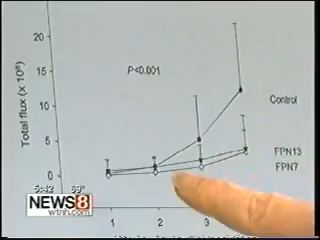 Total flux (x 10⁶)
20
15
10
5
0
P<0.001
Control
FPN13
FPN7
5:42 69°
NEWS 8
wtnh.com
1
2
3